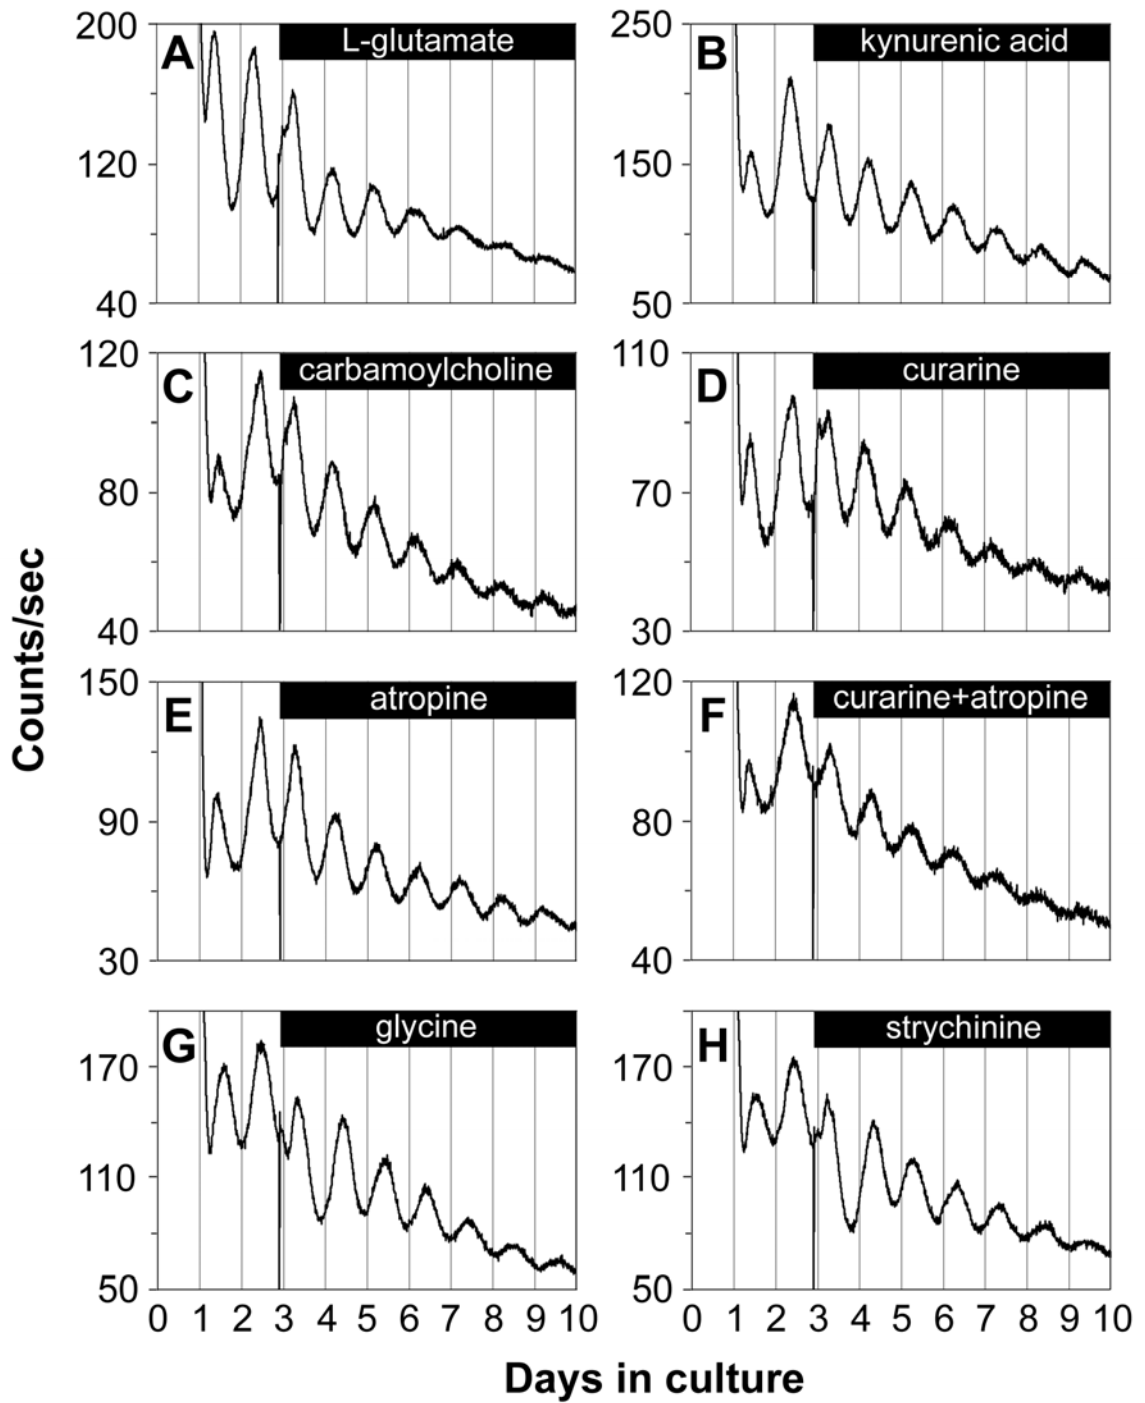 A L-glutamate
200
120
40
B kynurenic acid
250
150
50
C carbamoylcholine
120
80
40
D curarine
110
70
30
E atropine
150
90
30
F curarine+atropine
120
80
40
G glycine
170
110
50
0 1 2 3 4 5 6 7 8 9 10
H strychinine
170
110
50
0 1 2 3 4 5 6 7 8 9 10
Counts/sec
Days in culture